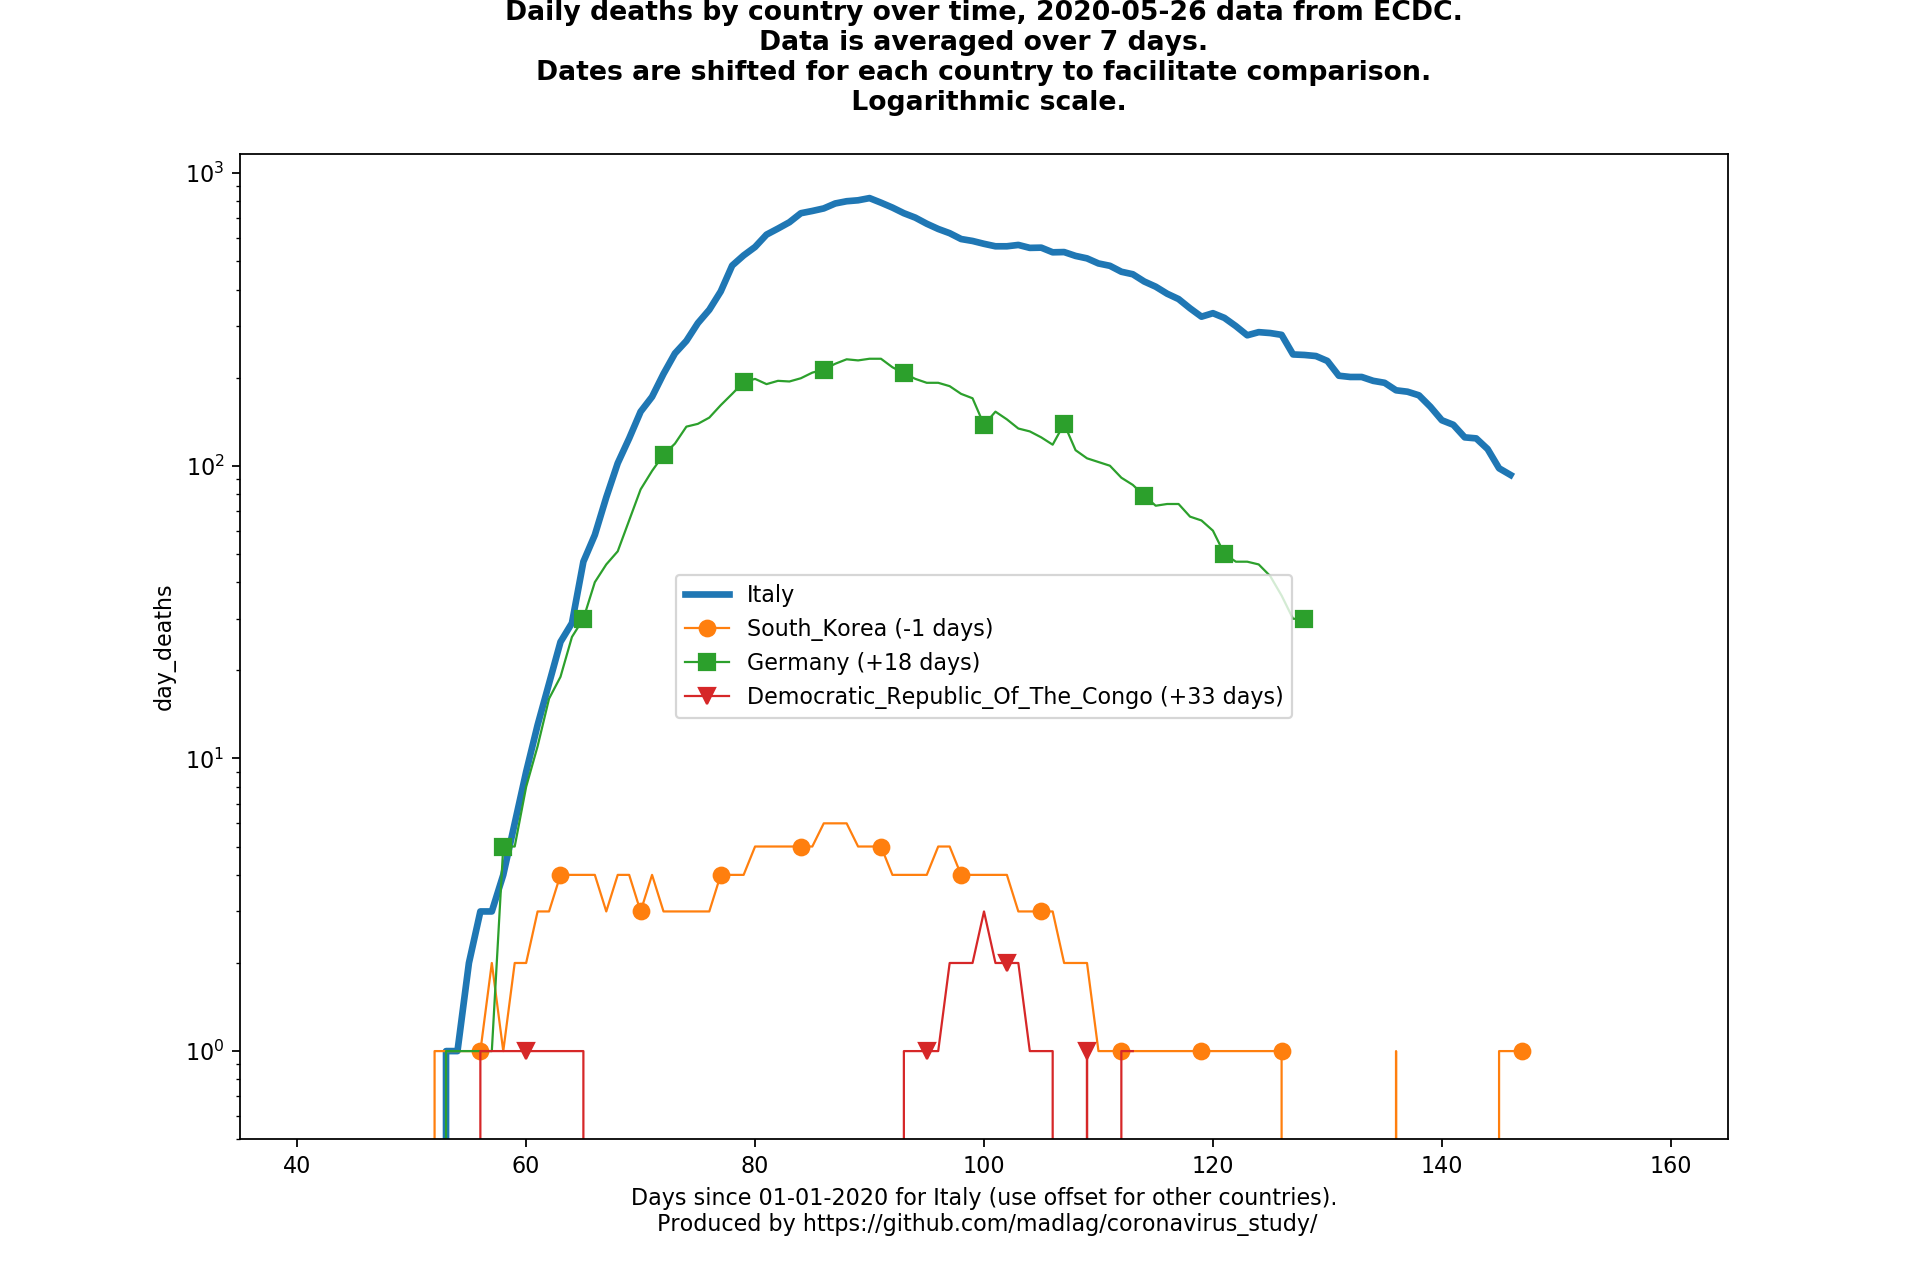 Daily deaths by country over time, 2020-05-26 data from ECDC.
Data is averaged over 7 days.
Dates are shifted for each country to facilitate comparison.
Logarithmic scale.
10³
10²
10¹
10⁰
day_deaths
Italy
South_Korea (-1 days)
Germany (+18 days)
Democratic_Republic_Of_The_Congo (+33 days)
40 60 80 100 120 140 160
Days since 01-01-2020 for Italy (use offset for other countries).
Produced by https://github.com/madlag/coronavirus_study/